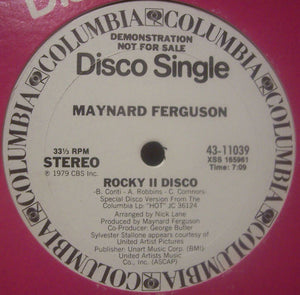 Di
COLUMBIA COLUMBIA COLUMBIA COLUMBIA COLUMBIA COLUMBIA
DEMONSTRATION
NOT FOR SALE
Disco Single
MAYNARD FERGUSON
33⅓ RPM
STEREO
℗ 1979 CBS Inc.
43-11039
XSS 165961
Time: 7:09
ROCKY II DISCO
-B. Conti - A. Robbins - C. Connors-
Special Disco Version From The
Columbia Lp: "HOT" JC 36124
Arranged by Nick Lane
Produced by Maynard Ferguson
Co-Producer: George Butler
Sylvester Stallone appears courtesy of
United Artist Pictures
Publisher: Unart Music Corp. (BMI)
United Artists Music
Co., Inc. (ASCAP)